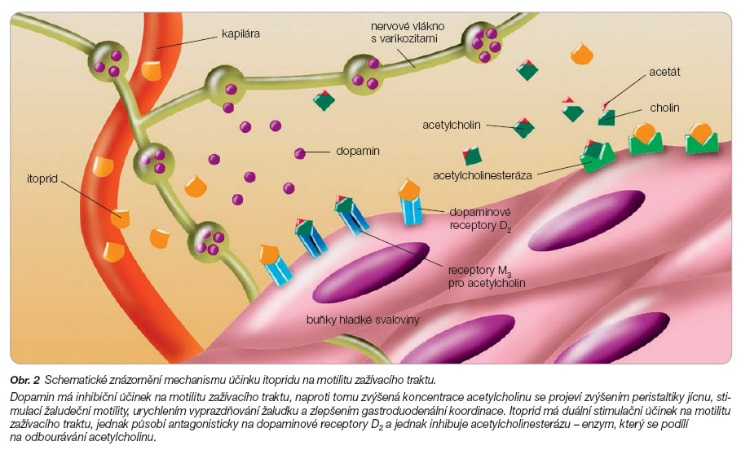 kapilára
nervové vlákno
s varikozitami
acetát
cholin
acetylcholin
dopamin
acetylcholinesteráza
itoprid
dopaminové
receptory D2
receptory M3
pro acetylcholin
buňky hladké svaloviny
Obr. 2 Schematické znázornění mechanismu účinku itopridu na motilitu zažívacího traktu.
Dopamin má inhibiční účinek na motilitu zažívacího traktu, naproti tomu zvýšená koncentrace acetylcholinu se projeví zvýšením peristaltiky jícnu, sti-
mulací žaludeční motility, urychlením vyprazdňování žaludku a zlepšením gastroduodenální koordinace. Itoprid má duální stimulační účinek na motilitu
zažívacího traktu, jednak působí antagonisticky na dopaminové receptory D2 a jednak inhibuje acetylcholinesterázu – enzym, který se podílí
na odbourávání acetylcholinu.